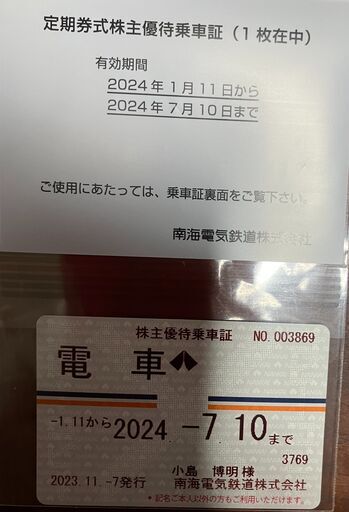 定期券式株主優待乗車証（1枚在中）
有効期間
2024年1月11日から
2024年7月10日まで
ご使用にあたっては、乗車証裏面をご覧下さい。
南海電気鉄道株式会社
株主優待乗車証 NO.003869
電車
-1.11から2024.-7.10まで
3769
小島 博明様
2023.11.-7発行 南海電気鉄道株式会社
*記名ご本人以外の方もご利用いただけます。